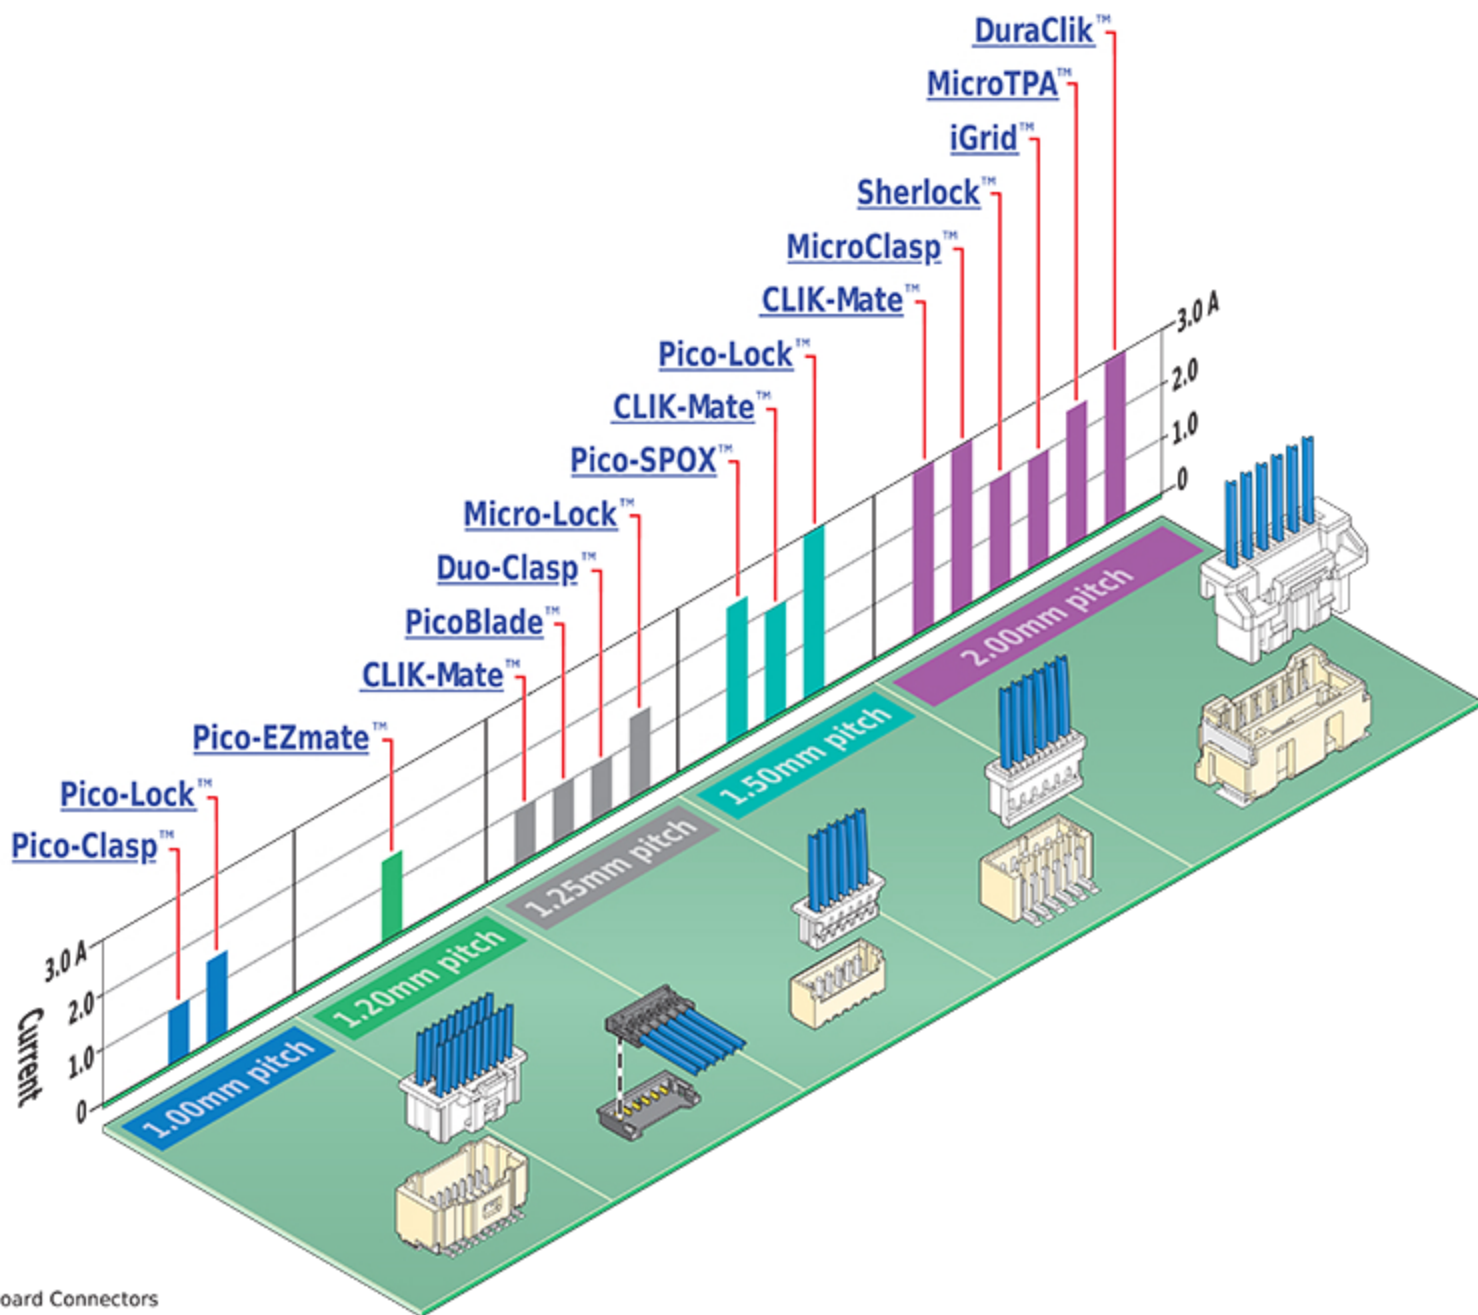 DuraClik™
MicroTPA™
iGrid™
Sherlock™
MicroClasp™
CLIK-Mate™
Pico-Lock™
CLIK-Mate™
Pico-SPOX™
Micro-Lock™
Duo-Clasp™
PicoBlade™
CLIK-Mate™
Pico-EZmate™
Pico-Lock™
Pico-Clasp™
3.0 A
2.0
1.0
0
3.0 A
2.0
1.0
0
Current
1.00mm pitch
1.20mm pitch
1.25mm pitch
1.50mm pitch
2.00mm pitch
oard Connectors